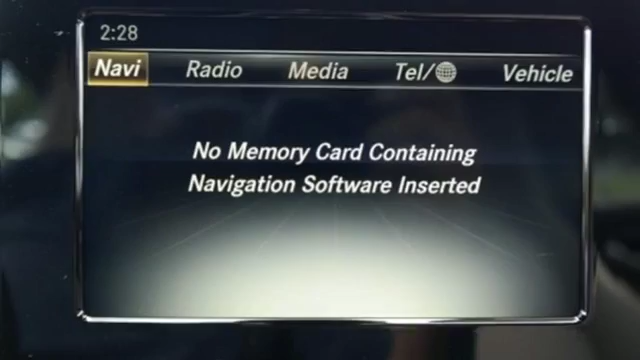 2:28
Navi Radio Media Tel/ Vehicle
No Memory Card Containing
Navigation Software Inserted